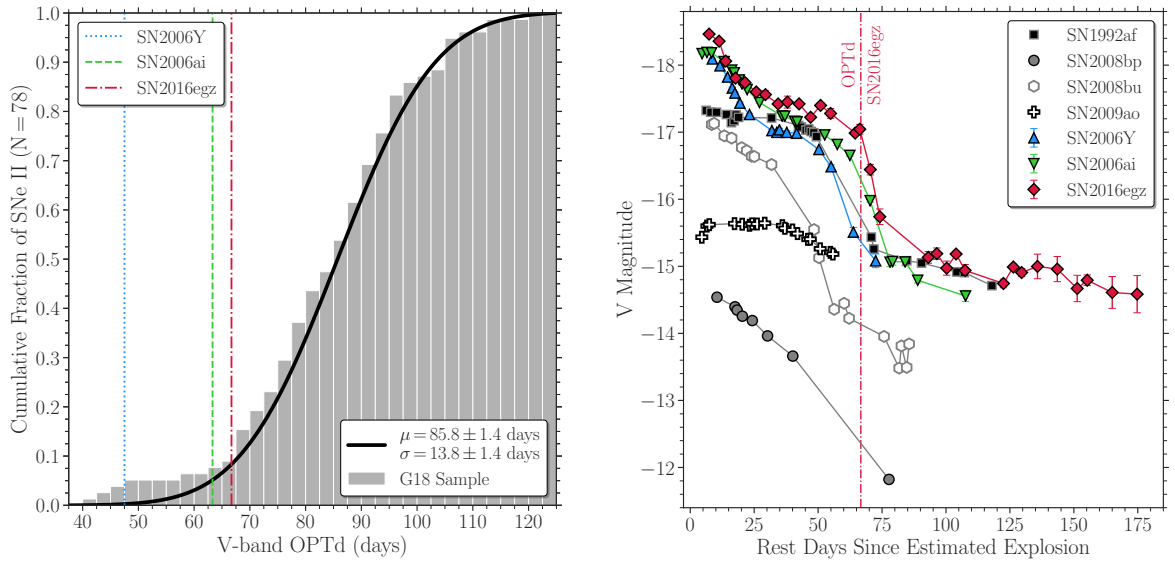 Cumulative Fraction of SNe II (N = 78)
1.0
0.9
0.8
0.7
0.6
0.5
0.4
0.3
0.2
0.1
0.0
SN2006Y
SN2006ai
SN2016egz
μ = 85.8 ± 1.4 days
σ = 13.8 ± 1.4 days
G18 Sample
40 50 60 70 80 90 100 110 120
V-band OPTd (days)
V Magnitude
−18
−17
−16
−15
−14
−13
−12
OPTd
SN2016egz
SN1992af
SN2008bp
SN2008bu
SN2009ao
SN2006Y
SN2006ai
SN2016egz
0 25 50 75 100 125 150 175
Rest Days Since Estimated Explosion